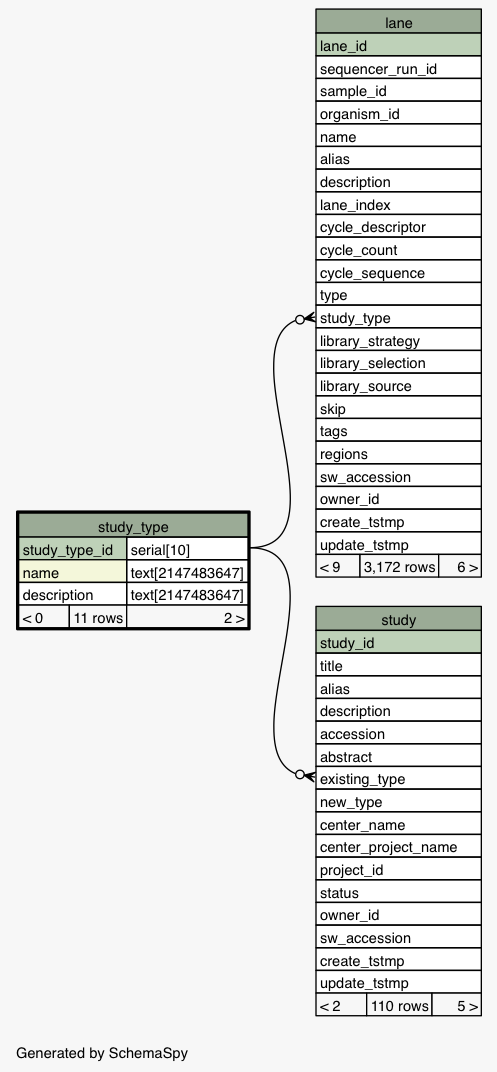 lane
lane_id
sequencer_run_id
sample_id
organism_id
name
alias
description
lane_index
cycle_descriptor
cycle_count
cycle_sequence
type
study_type
library_strategy
library_selection
library_source
skip
tags
regions
sw_accession
owner_id
create_tstmp
update_tstmp
< 9 3,172 rows 6 >
study_type
study_type_id serial[10]
name text[2147483647]
description text[2147483647]
< 0 11 rows 2 >
study
study_id
title
alias
description
accession
abstract
existing_type
new_type
center_name
center_project_name
project_id
status
owner_id
sw_accession
create_tstmp
update_tstmp
< 2 110 rows 5 >
Generated by SchemaSpy